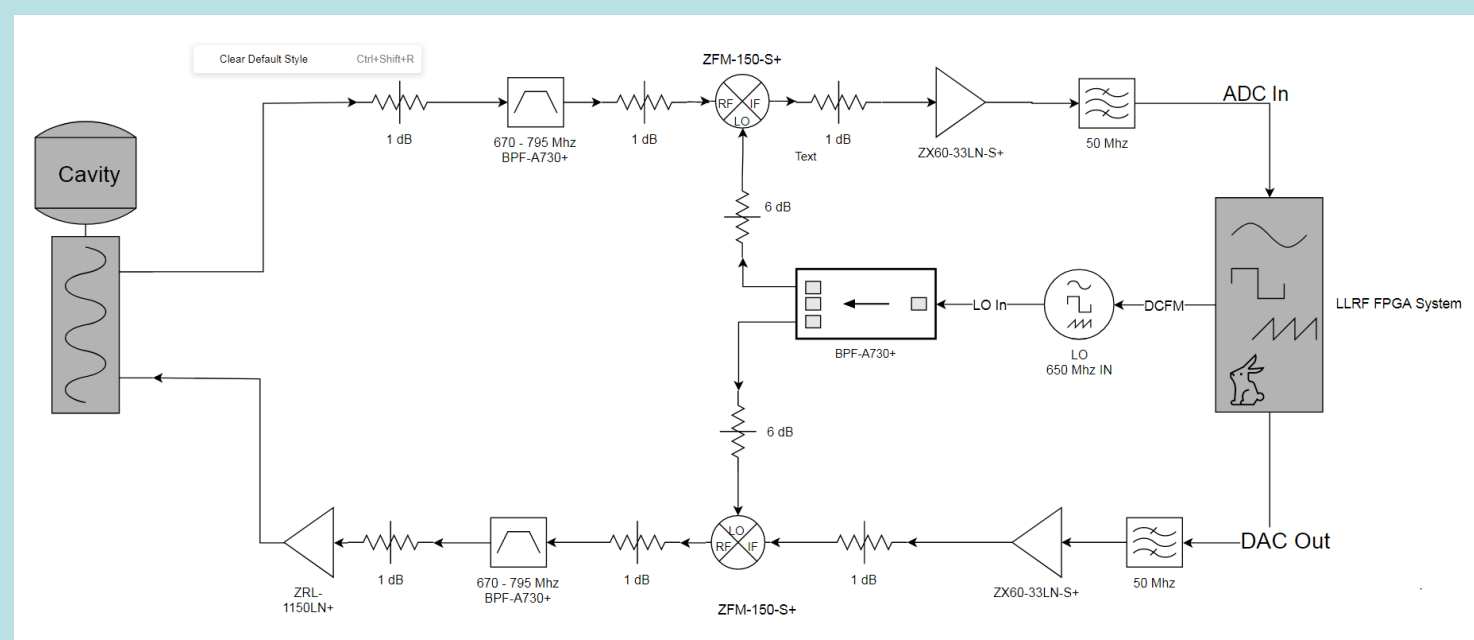 Clear Default Style Ctrl+Shift+R
ZFM-150-S+
RF IF
LO
ADC In
1 dB
670 - 795 Mhz
BPF-A730+
1 dB
Text
1 dB
ZX60-33LN-S+
50 Mhz
Cavity
6 dB
LO In
DCFM
LLRF FPGA System
BPF-A730+
LO
650 Mhz IN
6 dB
LO
RF IF
DAC Out
ZRL-
1150LN+
1 dB
670 - 795 Mhz
BPF-A730+
1 dB
ZFM-150-S+
1 dB
ZX60-33LN-S+
50 Mhz